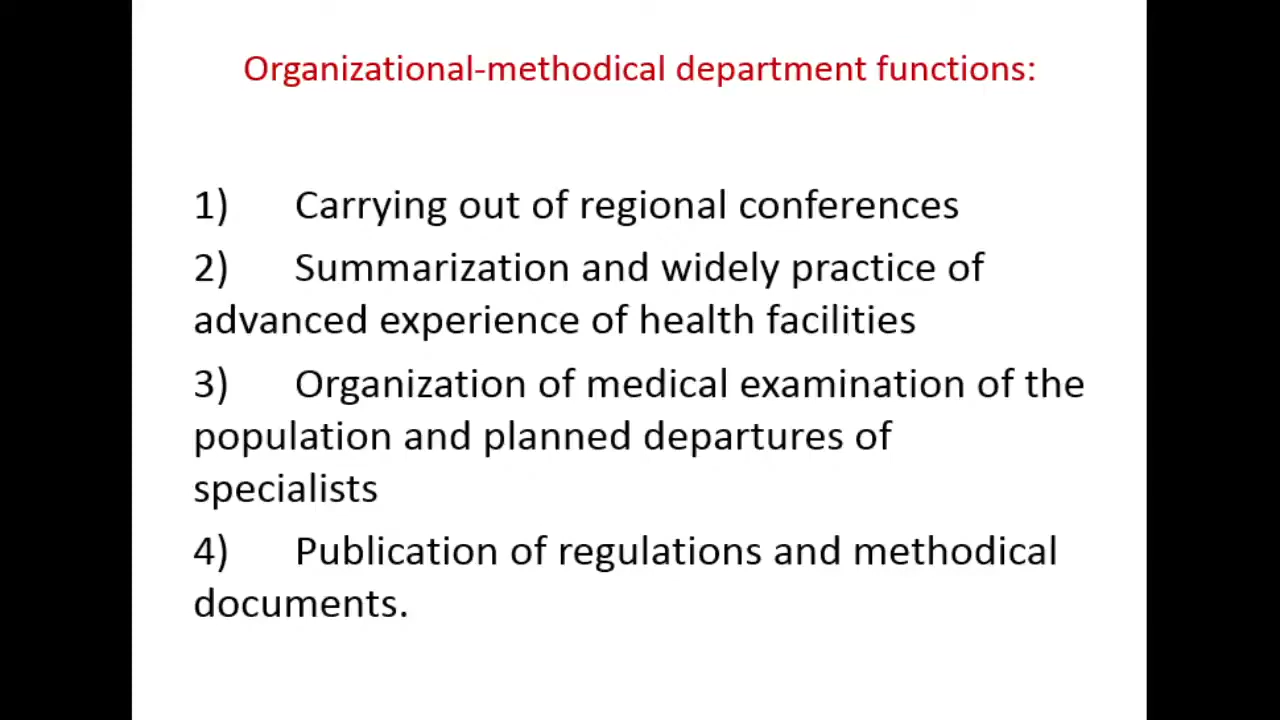 Organizational-methodical department functions:
1) Carrying out of regional conferences
2) Summarization and widely practice of
advanced experience of health facilities
3) Organization of medical examination of the
population and planned departures of
specialists
4) Publication of regulations and methodical
documents.